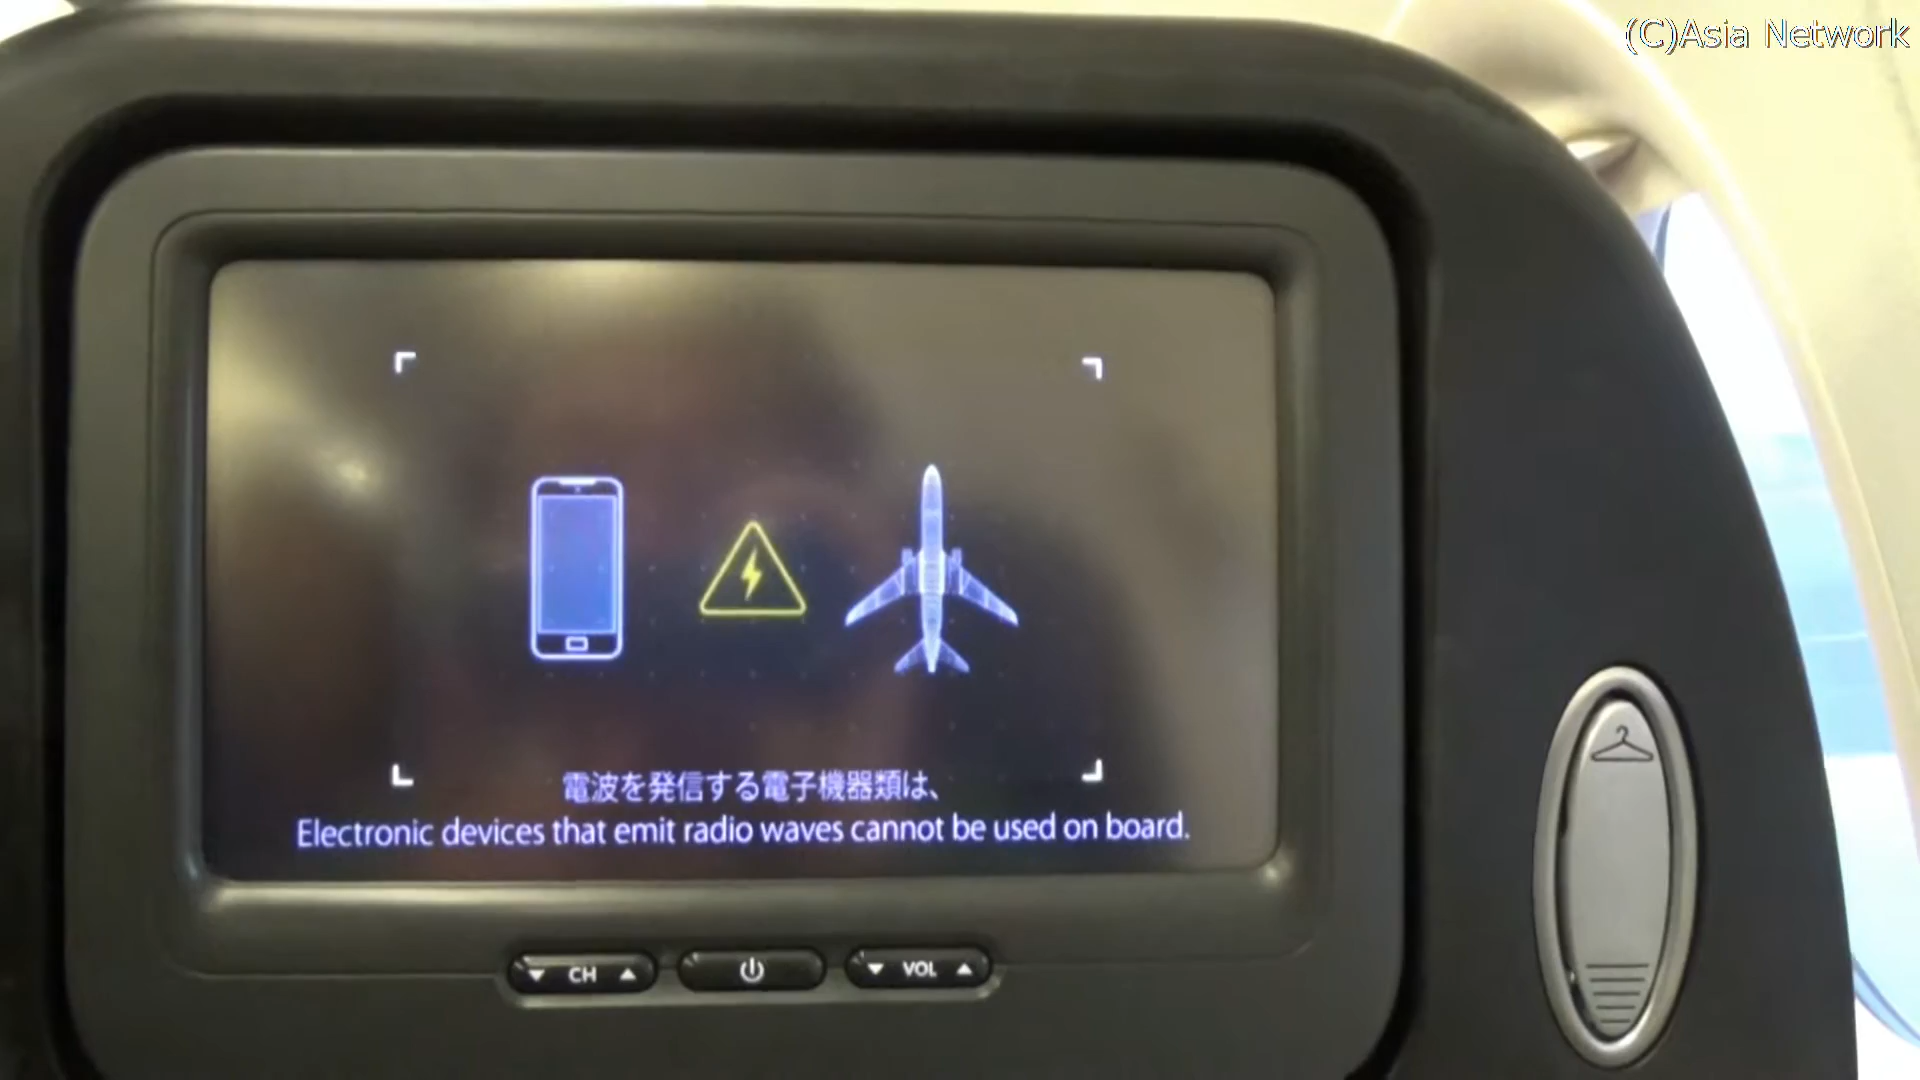 (C)Asia Network
電波を発信する電子機器類は、
Electronic devices that emit radio waves cannot be used on board.
CH
VOL